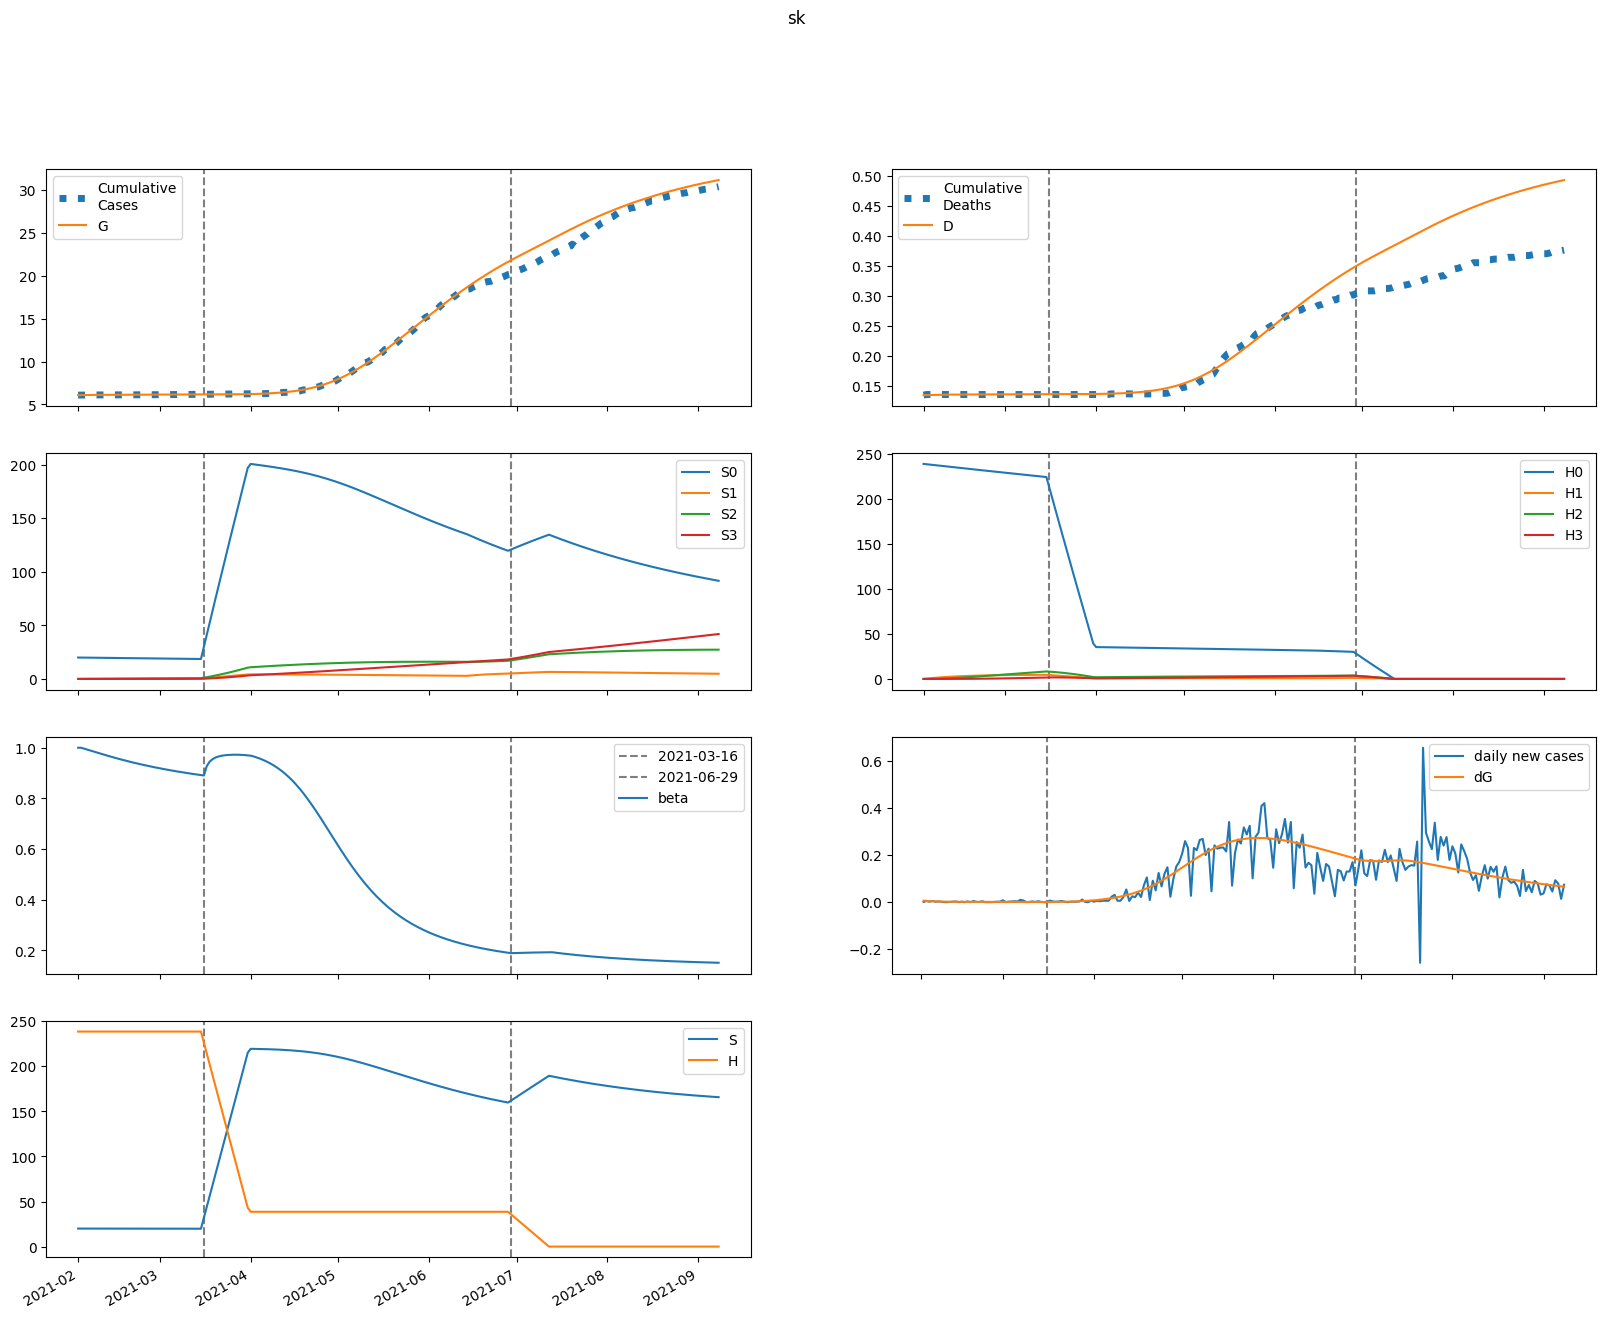 sk
Cumulative
Cases
G
30
25
20
15
10
5
Cumulative
Deaths
D
0.50
0.45
0.40
0.35
0.30
0.25
0.20
0.15
S0
S1
S2
S3
200
150
100
50
0
H0
H1
H2
H3
250
200
150
100
50
0
2021-03-16
2021-06-29
beta
1.0
0.8
0.6
0.4
0.2
daily new cases
dG
0.6
0.4
0.2
0.0
−0.2
S
H
250
200
150
100
50
0
2021-02
2021-03
2021-04
2021-05
2021-06
2021-07
2021-08
2021-09